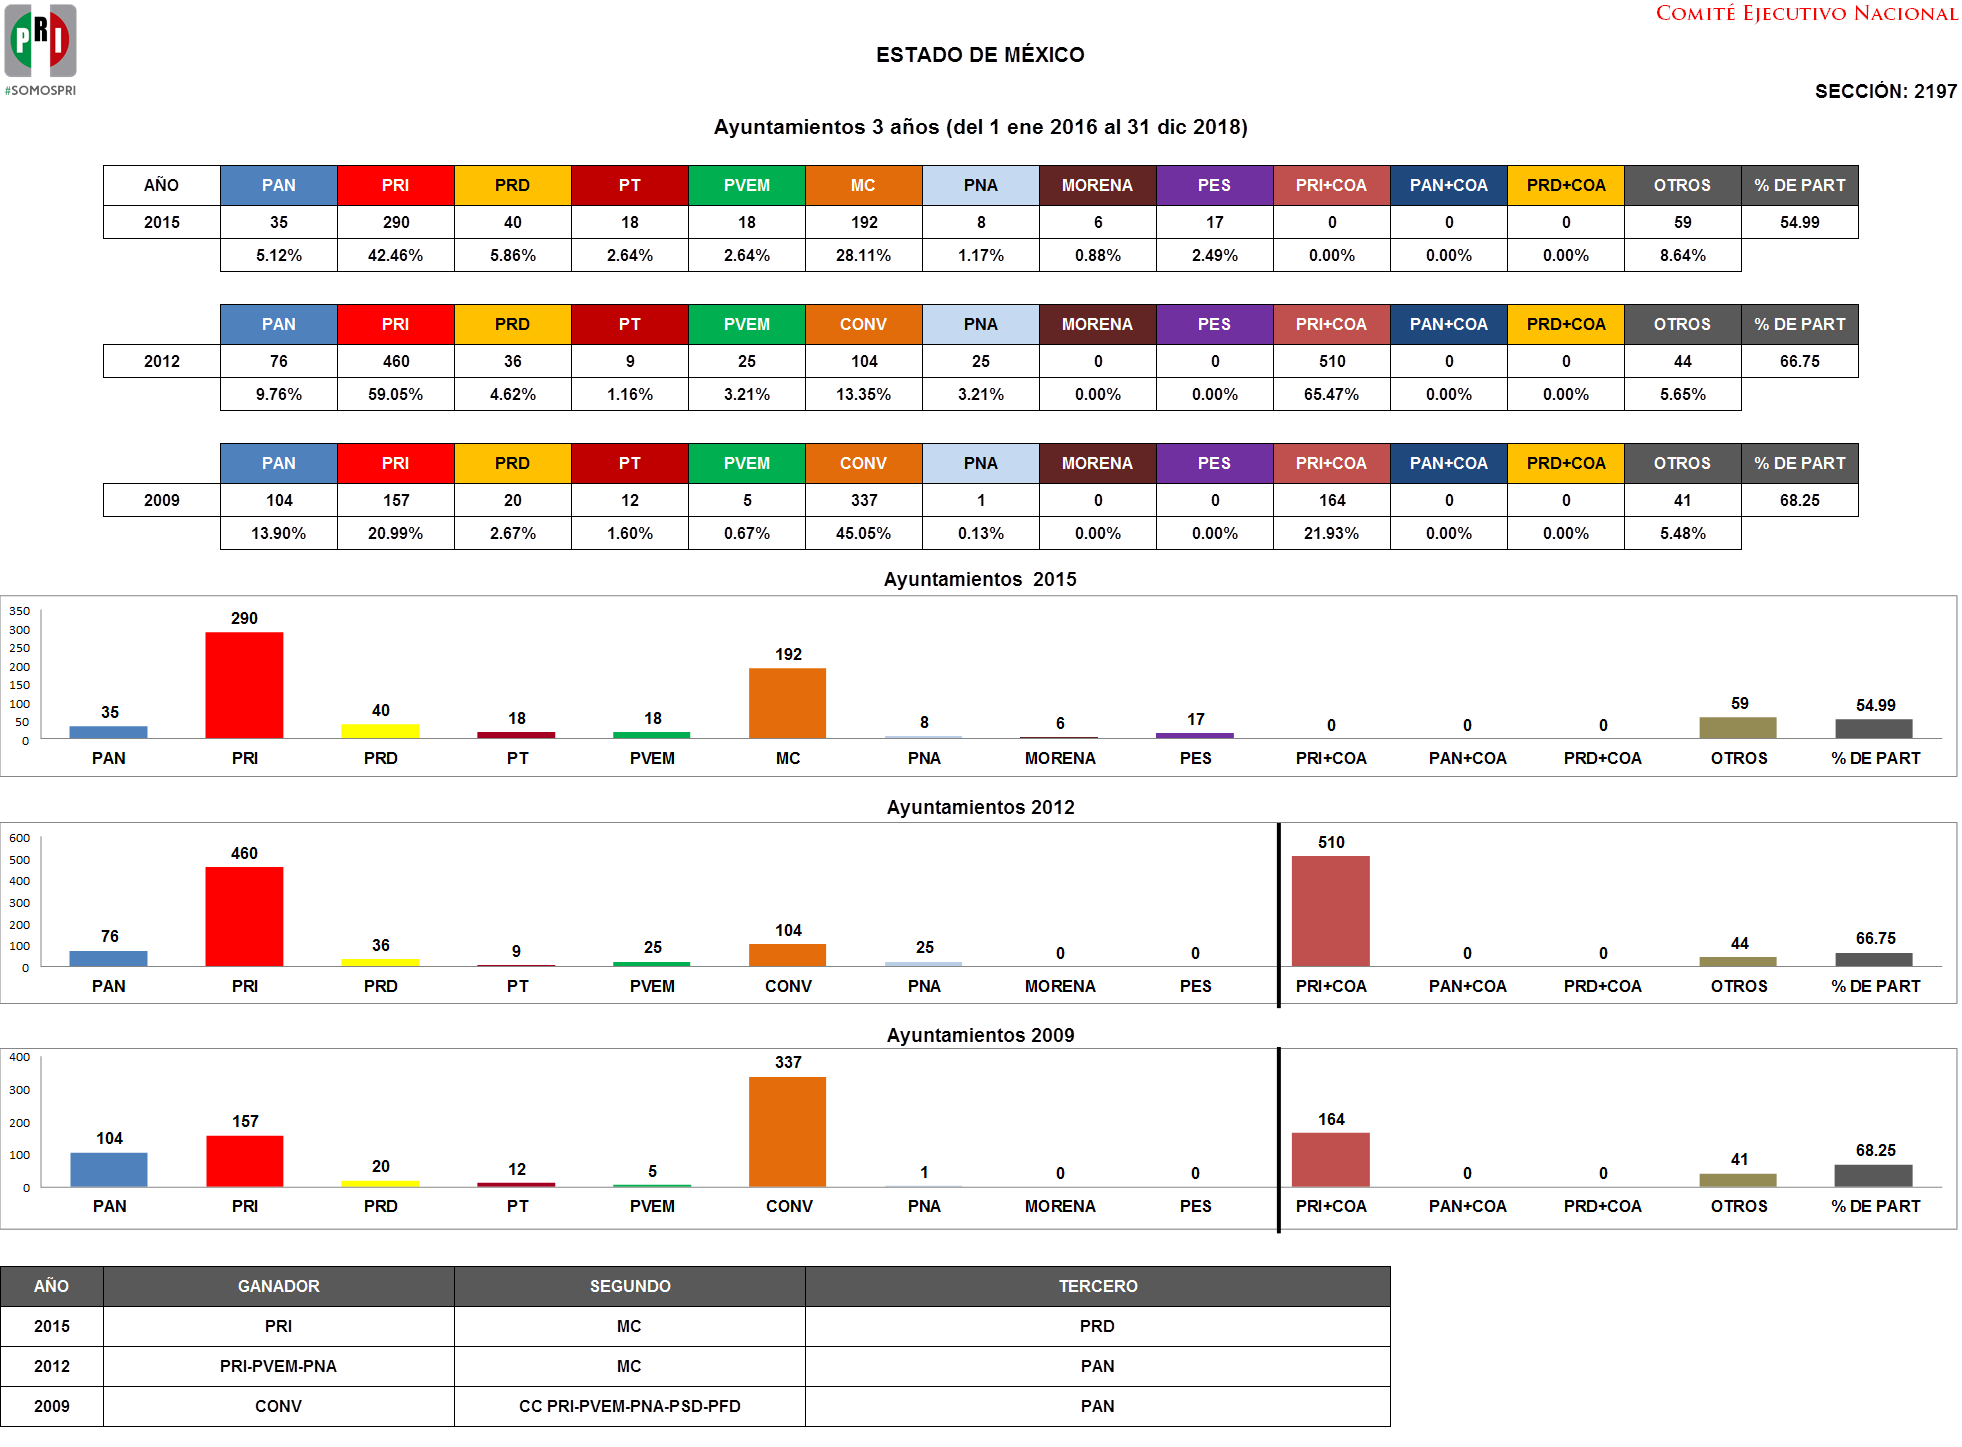 PRI
#SOMOSPRI
COMITÉ EJECUTIVO NACIONAL
ESTADO DE MÉXICO
SECCIÓN: 2197
Ayuntamientos 3 años (del 1 ene 2016 al 31 dic 2018)
AÑO PAN PRI PRD PT PVEM MC PNA MORENA PES PRI+COA PAN+COA PRD+COA OTROS % DE PART
2015 35 290 40 18 18 192 8 6 17 0 0 0 59 54.99
5.12% 42.46% 5.86% 2.64% 2.64% 28.11% 1.17% 0.88% 2.49% 0.00% 0.00% 0.00% 8.64%
PAN PRI PRD PT PVEM CONV PNA MORENA PES PRI+COA PAN+COA PRD+COA OTROS % DE PART
2012 76 460 36 9 25 104 25 0 0 510 0 0 44 66.75
9.76% 59.05% 4.62% 1.16% 3.21% 13.35% 3.21% 0.00% 0.00% 65.47% 0.00% 0.00% 5.65%
PAN PRI PRD PT PVEM CONV PNA MORENA PES PRI+COA PAN+COA PRD+COA OTROS % DE PART
2009 104 157 20 12 5 337 1 0 0 164 0 0 41 68.25
13.90% 20.99% 2.67% 1.60% 0.67% 45.05% 0.13% 0.00% 0.00% 21.93% 0.00% 0.00% 5.48%
Ayuntamientos 2015
350
300
250
200
150
100
50
0
35 290 40 18 18 192 8 6 17 0 0 0 59 54.99
PAN PRI PRD PT PVEM MC PNA MORENA PES PRI+COA PAN+COA PRD+COA OTROS % DE PART
Ayuntamientos 2012
600
500
400
300
200
100
0
76 460 36 9 25 104 25 0 0 510 0 0 44 66.75
PAN PRI PRD PT PVEM CONV PNA MORENA PES PRI+COA PAN+COA PRD+COA OTROS % DE PART
Ayuntamientos 2009
400
300
200
100
0
104 157 20 12 5 337 1 0 0 164 0 0 41 68.25
PAN PRI PRD PT PVEM CONV PNA MORENA PES PRI+COA PAN+COA PRD+COA OTROS % DE PART
AÑO GANADOR SEGUNDO TERCERO
2015 PRI MC PRD
2012 PRI-PVEM-PNA MC PAN
2009 CONV CC PRI-PVEM-PNA-PSD-PFD PAN